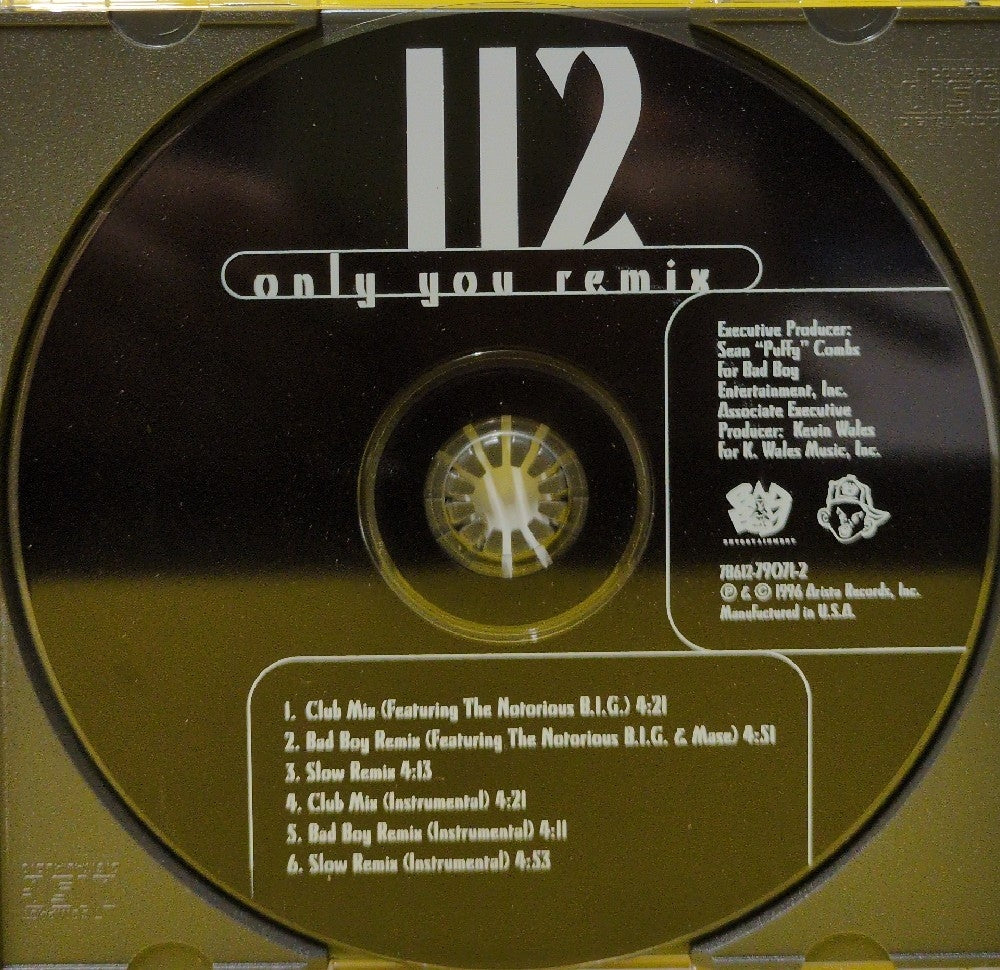 112
only you remix
Executive Producer:
Sean "Puffy" Combs
For Bad Boy
Entertainment, Inc.
Associate Executive
Producer: Kevin Wales
For K. Wales Music, Inc.
BAD BOY
ENTERTAINMENT
78612-79071-2
℗ & © 1996 Arista Records, Inc.
Manufactured in U.S.A.
1. Club Mix (Featuring The Notorious B.I.G.) 4:21
2. Bad Boy Remix (Featuring The Notorious B.I.G. & Mase) 4:51
3. Slow Remix 4:13
4. Club Mix (Instrumental) 4:21
5. Bad Boy Remix (Instrumental) 4:11
6. Slow Remix (Instrumental) 4:53